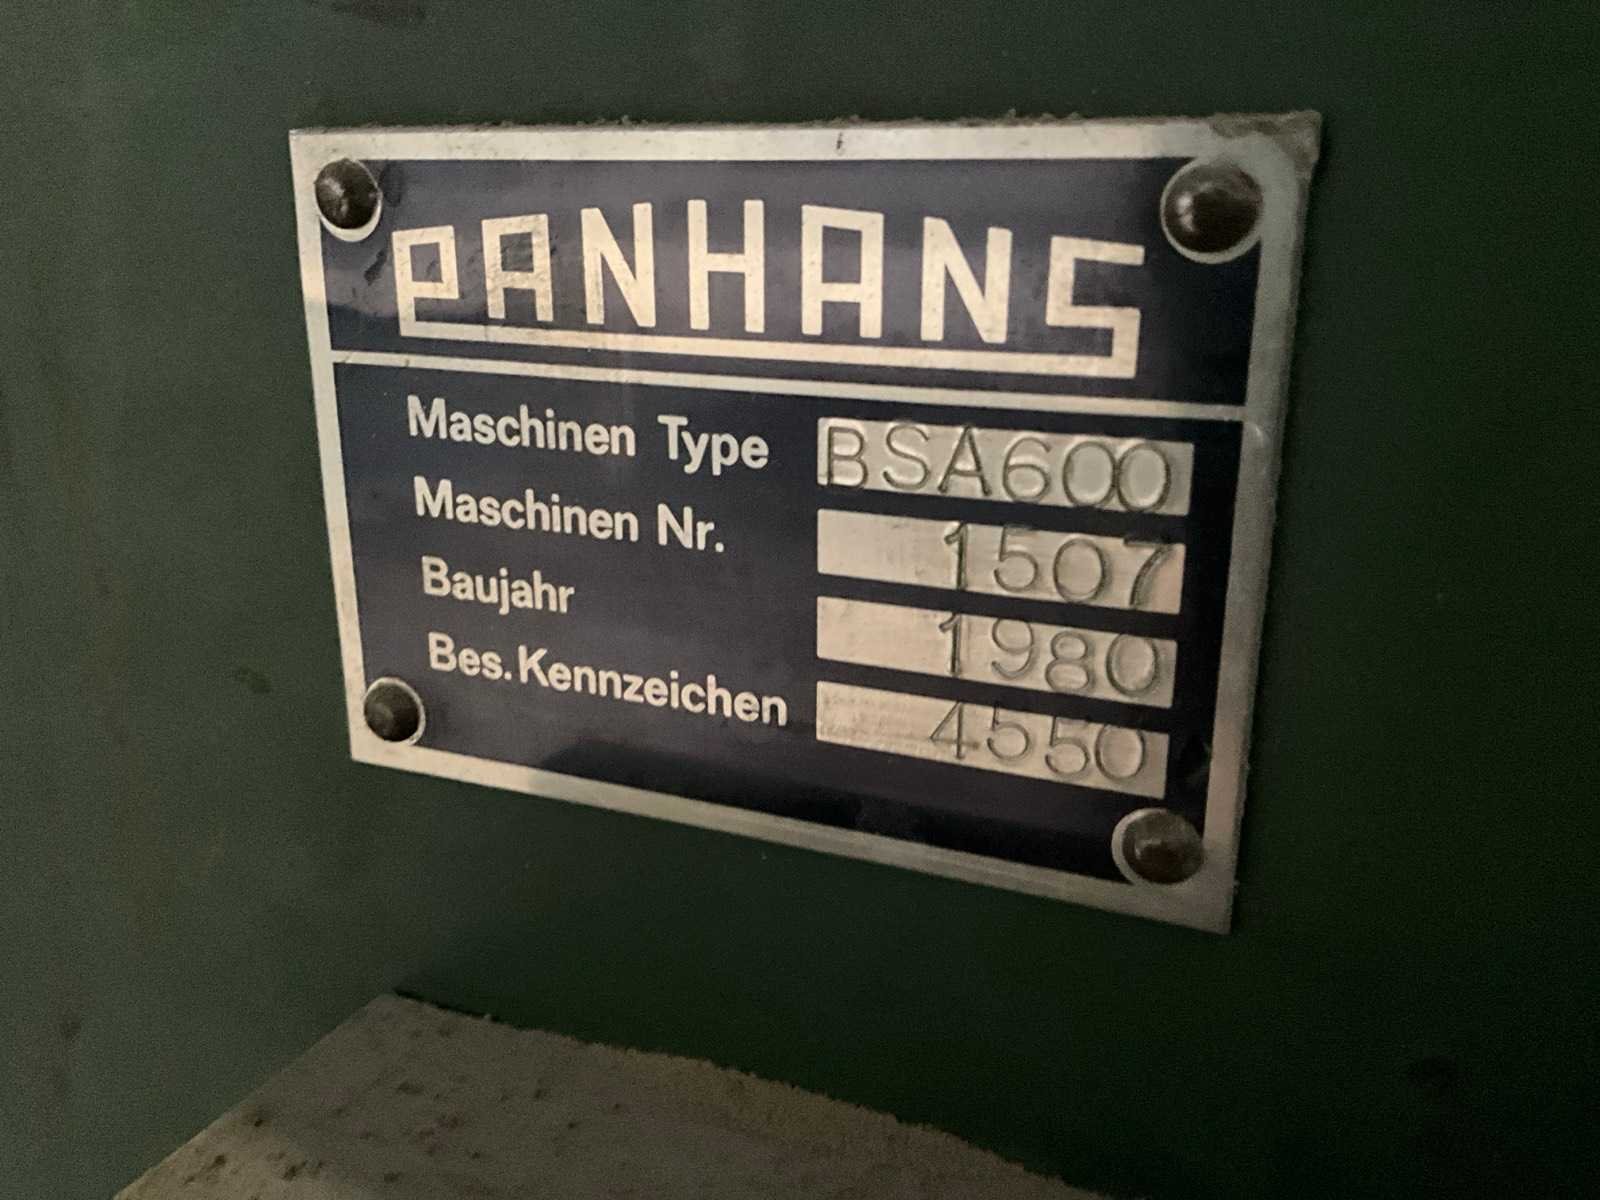 PANHANS
Maschinen Type BSA600
Maschinen Nr. 1507
Baujahr 1980
Bes. Kennzeichen 4550